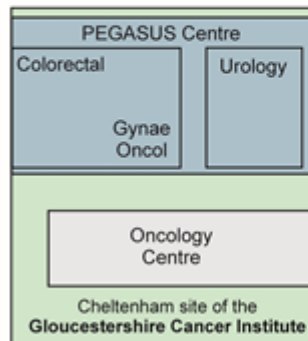 PEGASUS Centre
Colorectal
Urology
Gynae
Oncol
Oncology
Centre
Cheltenham site of the
Gloucestershire Cancer Institute